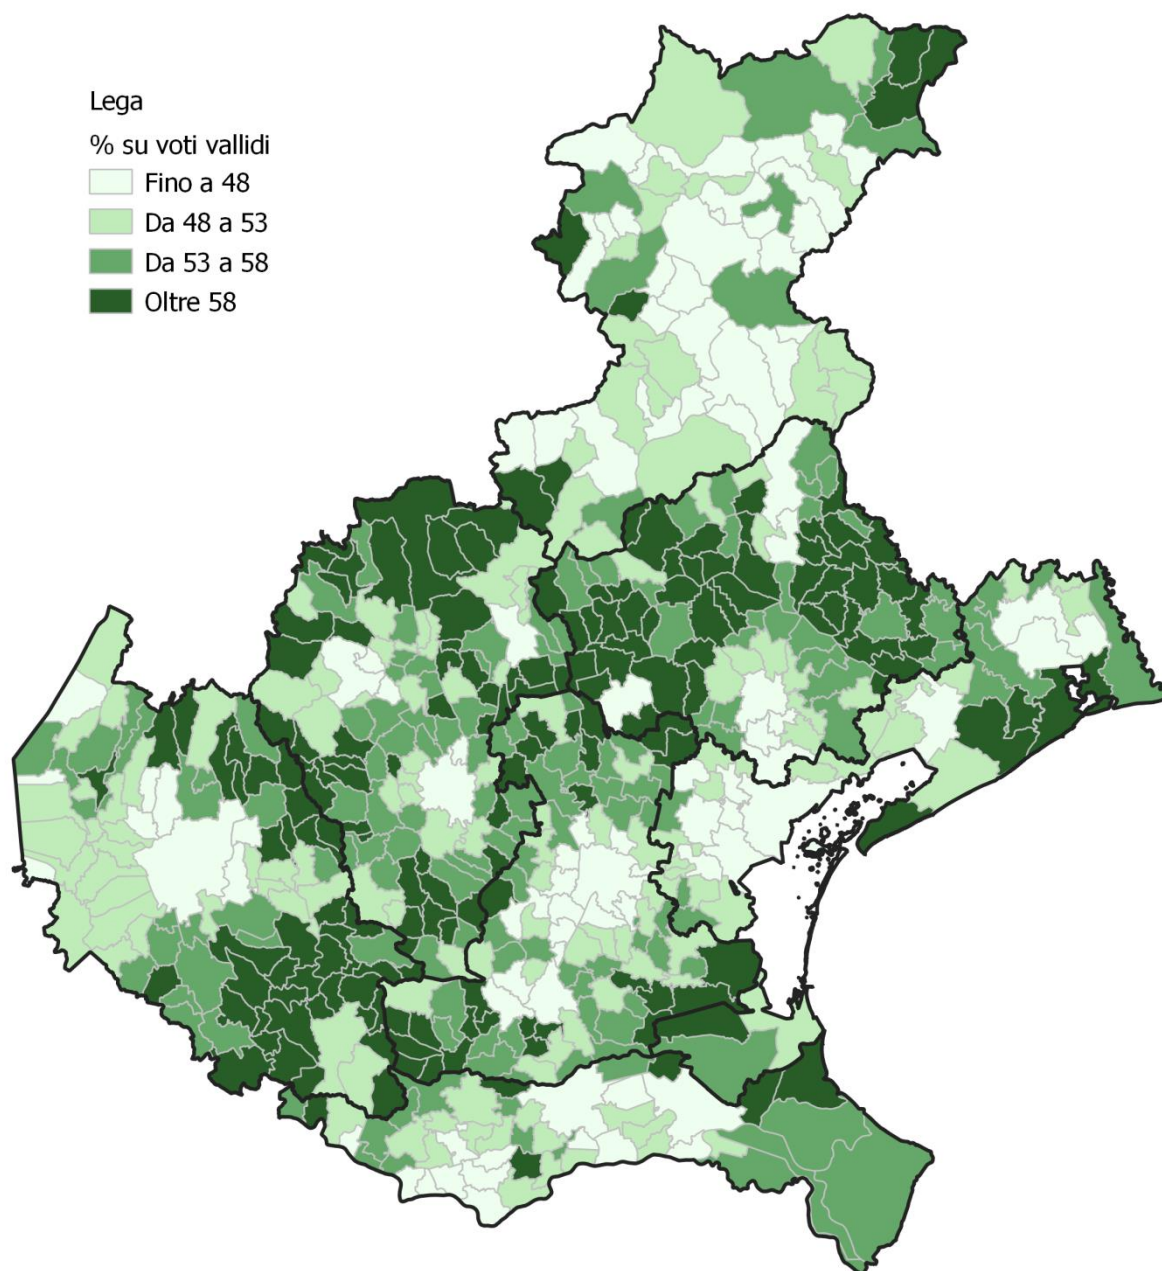 Lega
% su voti vallidi
Fino a 48
Da 48 a 53
Da 53 a 58
Oltre 58